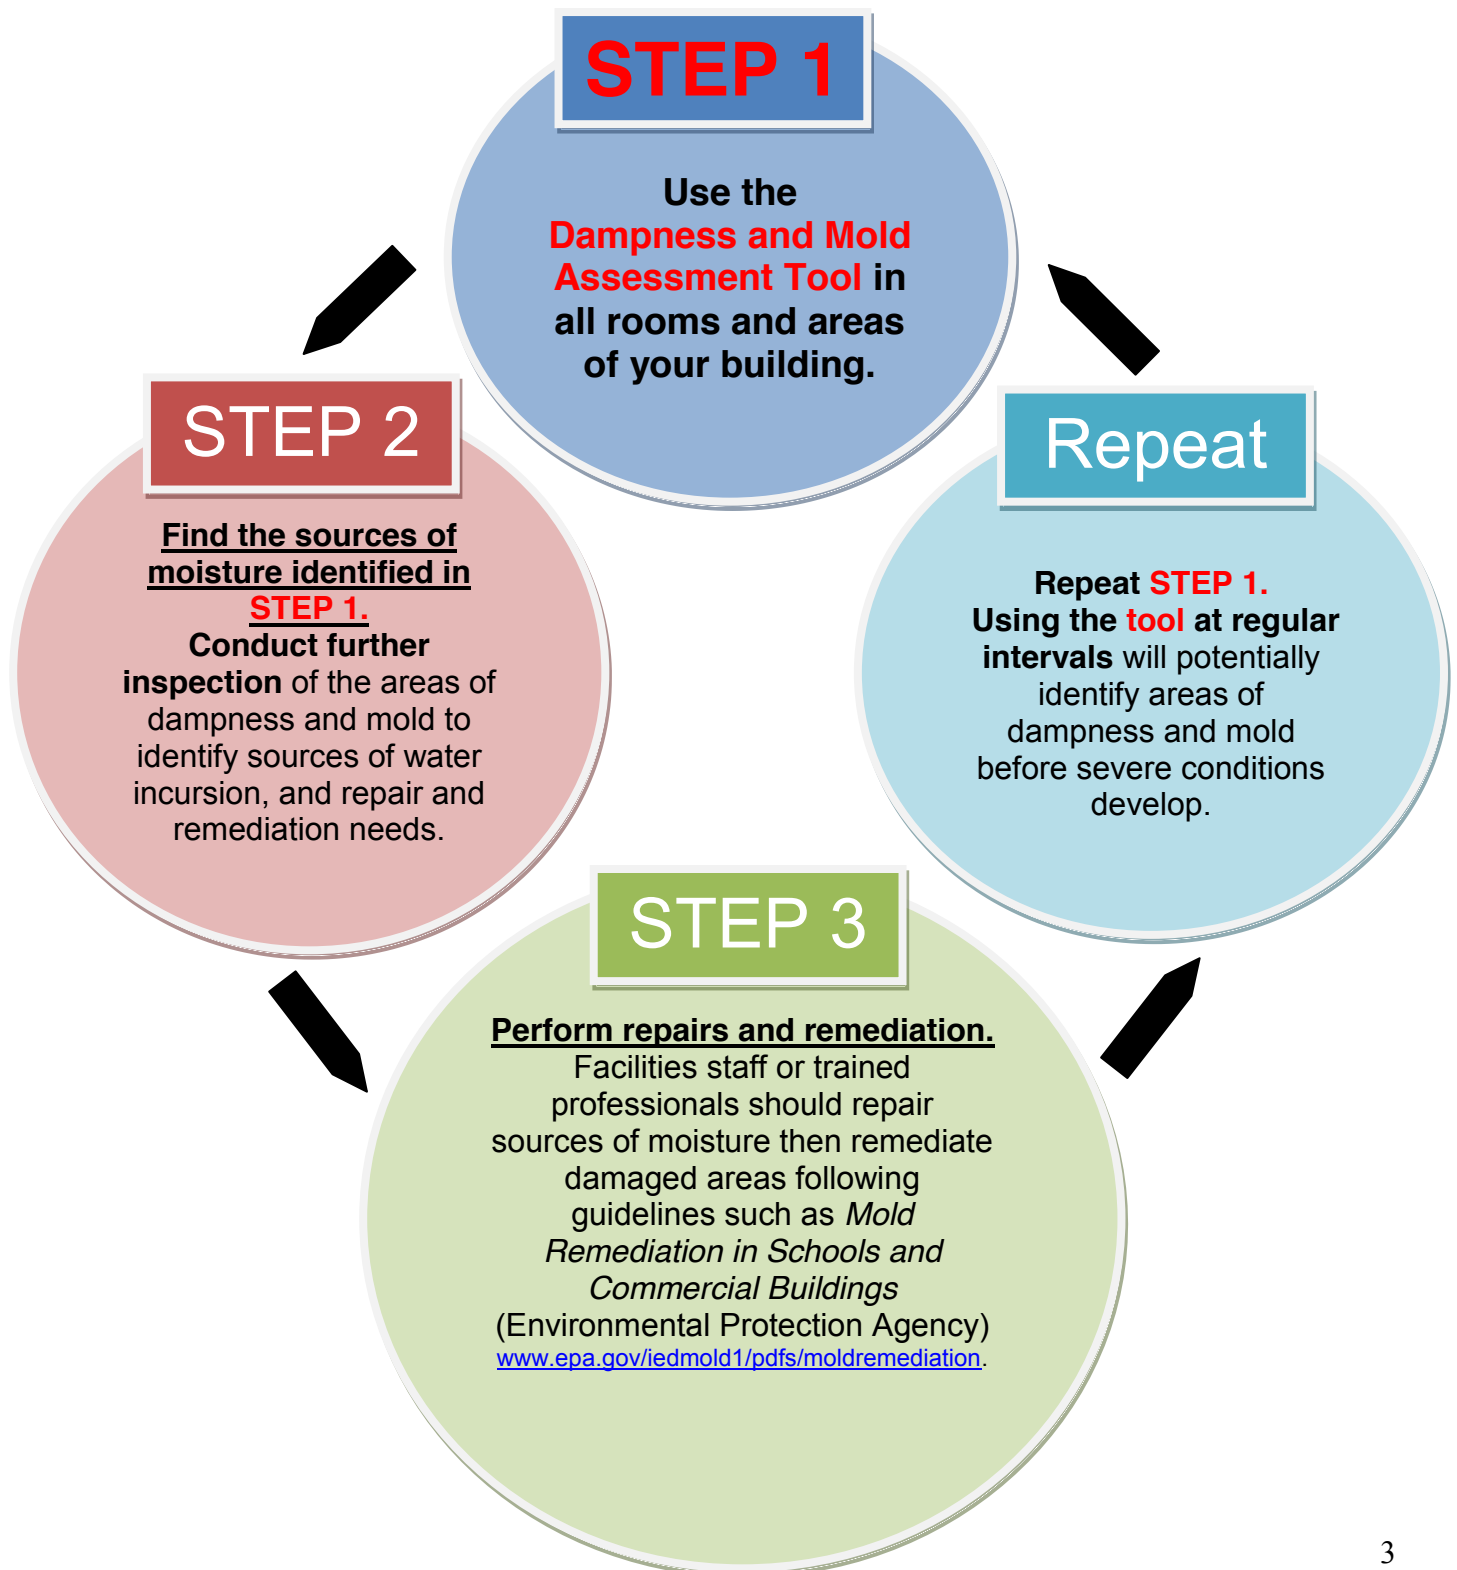 STEP 1
Use the
Dampness and Mold
Assessment Tool in
all rooms and areas
of your building.
STEP 2
Find the sources of
moisture identified in
STEP 1.
Conduct further
inspection of the areas of
dampness and mold to
identify sources of water
incursion, and repair and
remediation needs.
STEP 3
Perform repairs and remediation.
Facilities staff or trained
professionals should repair
sources of moisture then remediate
damaged areas following
guidelines such as Mold
Remediation in Schools and
Commercial Buildings
(Environmental Protection Agency)
www.epa.gov/iedmold1/pdfs/moldremediation.
Repeat
Repeat STEP 1.
Using the tool at regular
intervals will potentially
identify areas of
dampness and mold
before severe conditions
develop.
3